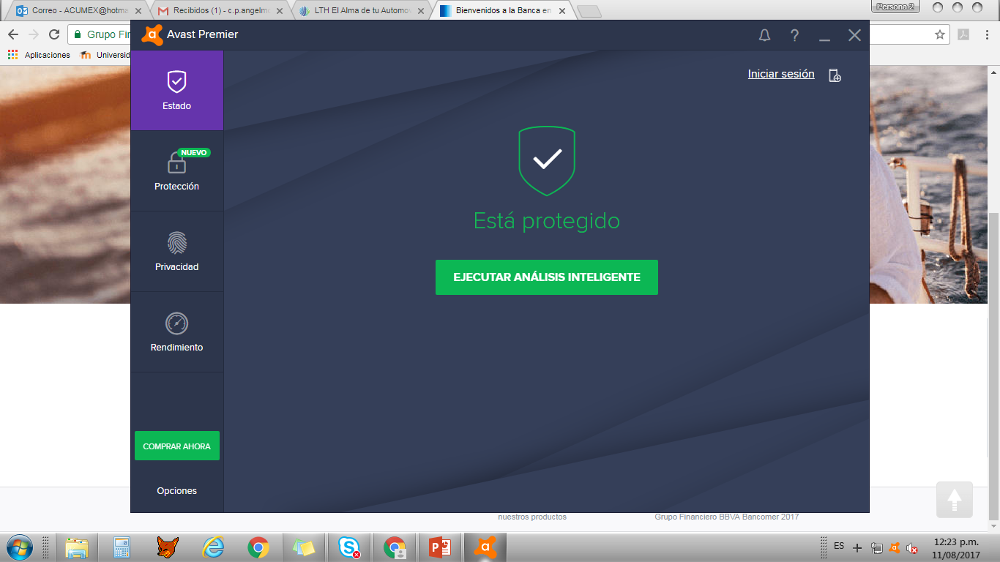 Correo - ACUMEX@hotma
Recibidos (1) - c.p.angelmo
LTH El Alma de tu Automov
Bienvenidos a la Banca en
Persona 2
Grupo Fin
Aplicaciones
Universid
Avast Premier
Iniciar sesión
Estado
NUEVO
Protección
Privacidad
Rendimiento
COMPRAR AHORA
Opciones
Está protegido
EJECUTAR ANÁLISIS INTELIGENTE
nuestros productos
Grupo Financiero BBVA Bancomer 2017
ES
12:23 p.m.
11/08/2017